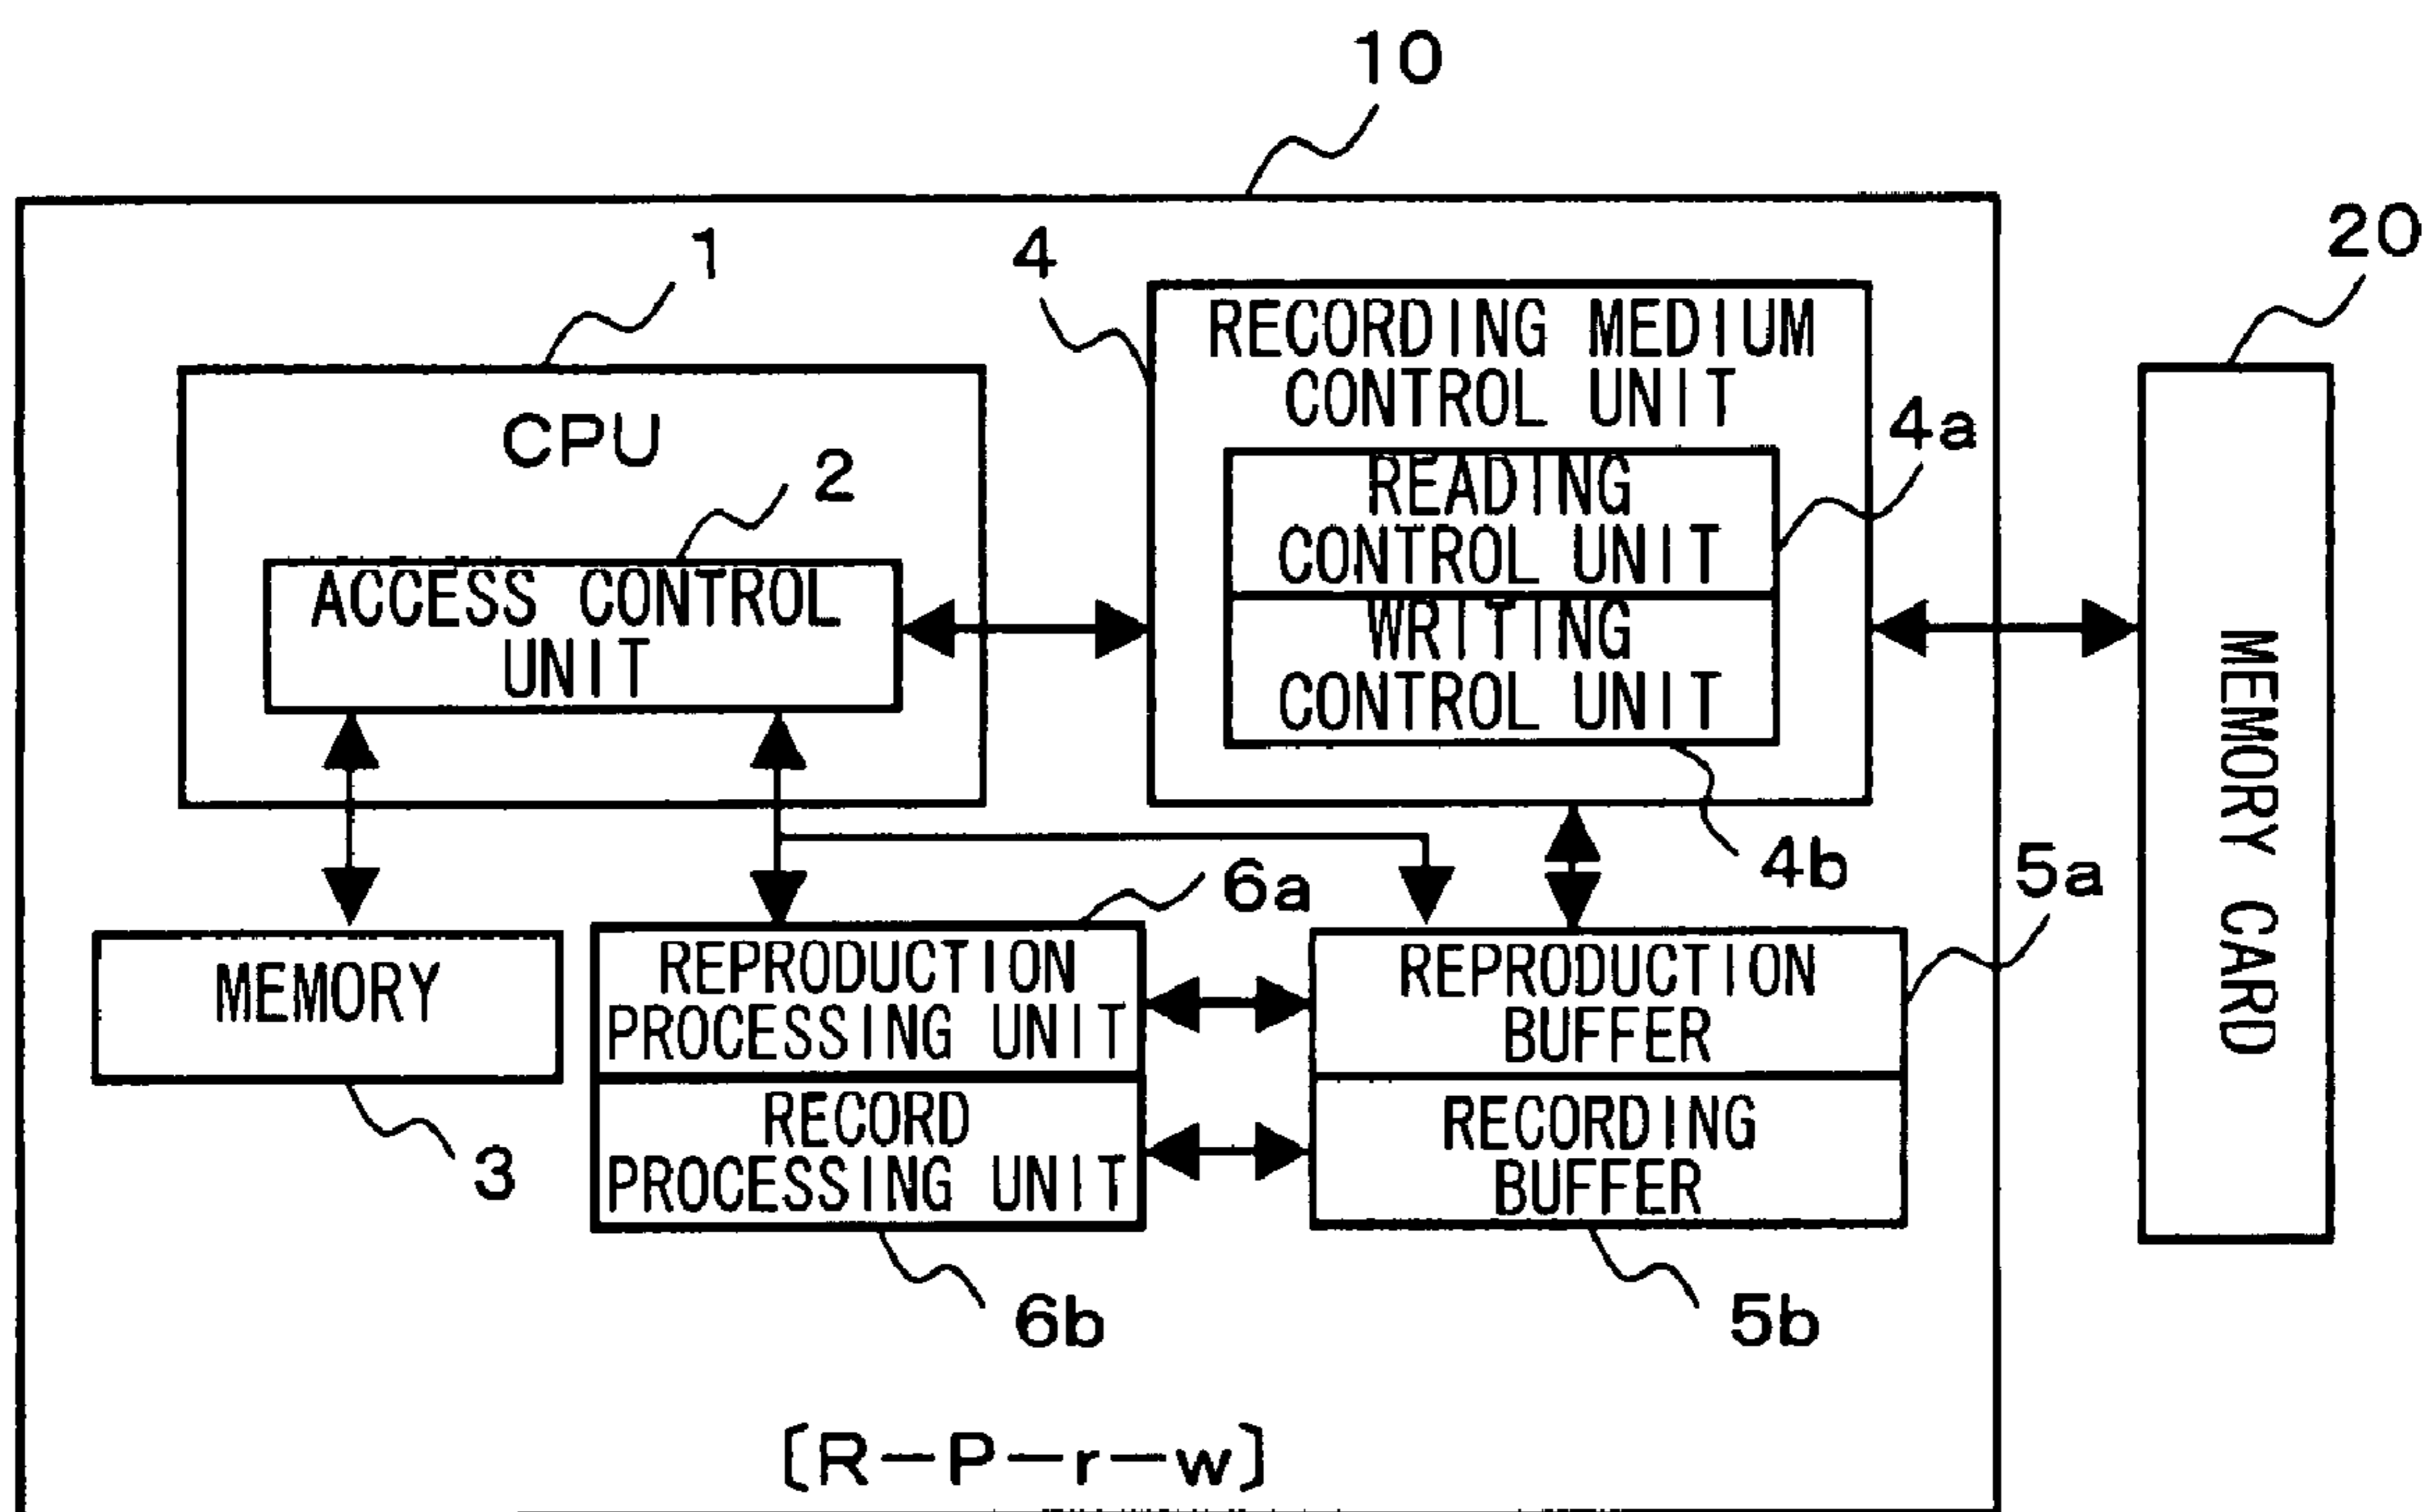 10
1
4
20
RECORDING MEDIUM
CONTROL UNIT
CPU
4a
2
READING
CONTROL UNIT
ACCESS CONTROL
UNIT
WRITING
CONTROL UNIT
MEMORY CARD
4b
5a
6a
MEMORY
REPRODUCTION
PROCESSING UNIT
REPRODUCTION
BUFFER
RECORD
PROCESSING UNIT
RECORDING
BUFFER
3
6b
5b
[R-P-r-w]